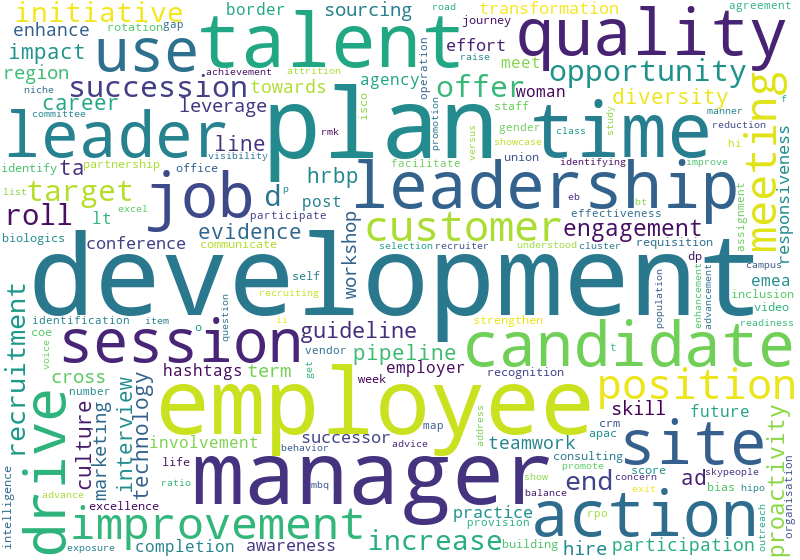 initiative
border
sourcing
transformation
road
journey
agreement
enhance
rotation
gap
use
talent
quality
effort
meet
impact
achievement
attrition
raise
region
succession
towards
agency
offer
woman
opportunity
niche
career
leverage
operation
staff
diversity
manner
f
committee
leader
plan
time
meeting
line
rmk
isco
promotion
gender
versus
showcase
class
study
reduction
identify
partnership
visibility
facilitate
union
identifying
hi
improve
responsiveness
ta
office
hrbp
leadership
eb
bt
list
target
excel
job
d
p
post
effectiveness
assignment
roll
lt
participate
evidence
customer
engagement
biologics
conference
workshop
selection
recruiter
cluster
requisition
dp
campus
communicate
understood
development
self
population
enhancement
advancement
emea
inclusion
recruiting
video
recruitment
identification
item
o
question
ii
strengthen
t
readiness
coe
voice
session
guideline
candidate
vendor
pipeline
get
hashtags
term
employer
recognition
cross
number
week
employee
position
drive
culture
marketing
interview
technology
map
address
skill
future
crm
apac
proactivity
involvement
successor
behavior
advice
teamwork
site
consulting
promote
score
intelligence
life
advance
ratio
mbq
manager
show
balance
end
concern
exit
ad
skypeople
bias
hipo
organisation
excellence
improvement
practice
provision
action
rpo
outreach
exposure
completion
awareness
increase
building
hire
participation